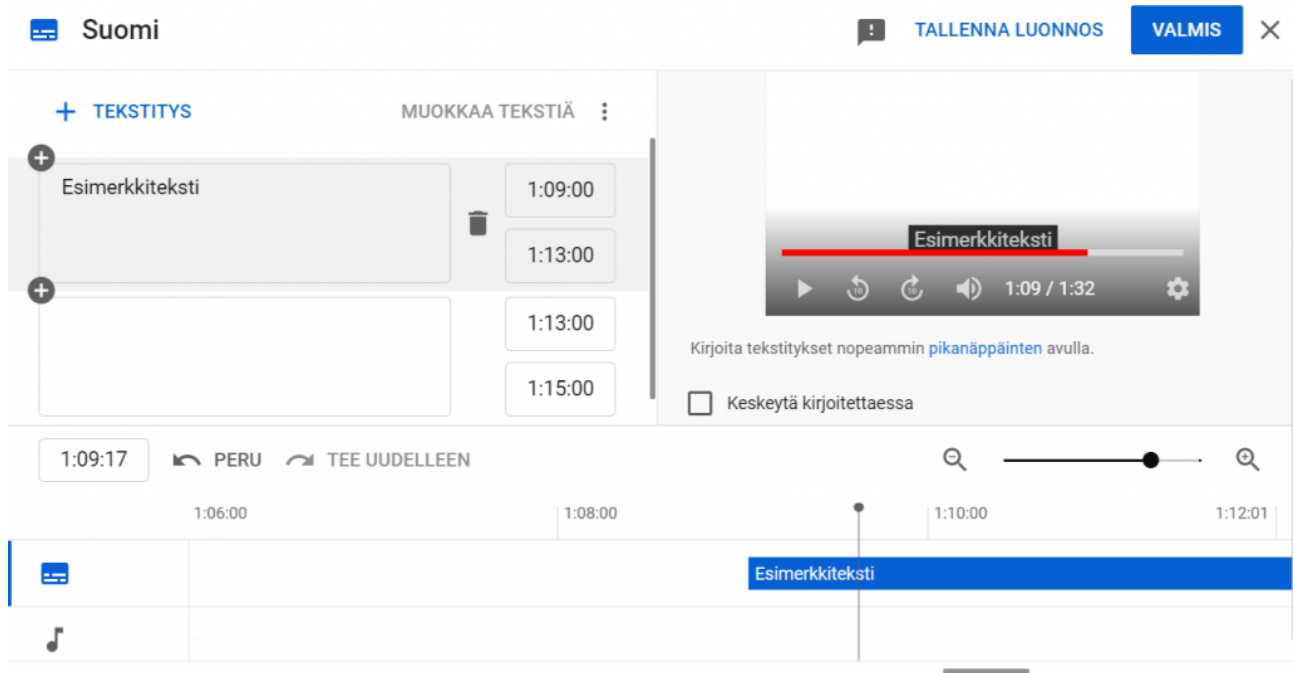 Suomi
TALLENNA LUONNOS
VALMIS
TEKSTITYS
MUOKKAA TEKSTIÄ
Esimerkkiteksti
1:09:00
1:13:00
1:13:00
1:15:00
Esimerkkiteksti
10
10
1:09 / 1:32
Kirjoita tekstitykset nopeammin pikanäppäinten avulla.
Keskeytä kirjoitettaessa
1:09:17
PERU
TEE UUDELLEEN
1:06:00
1:08:00
1:10:00
1:12:01
Esimerkkiteksti